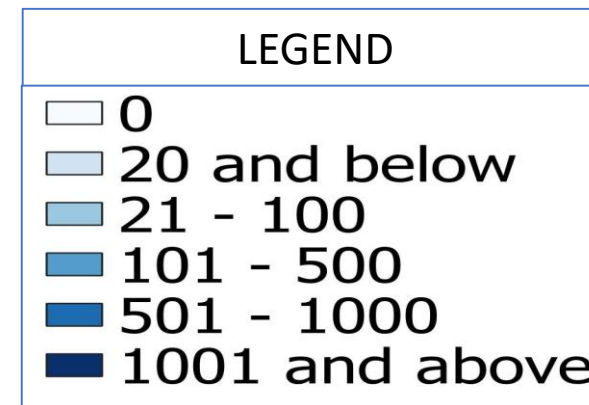 LEGEND
0
20 and below
21 - 100
101 - 500
501 - 1000
1001 and above